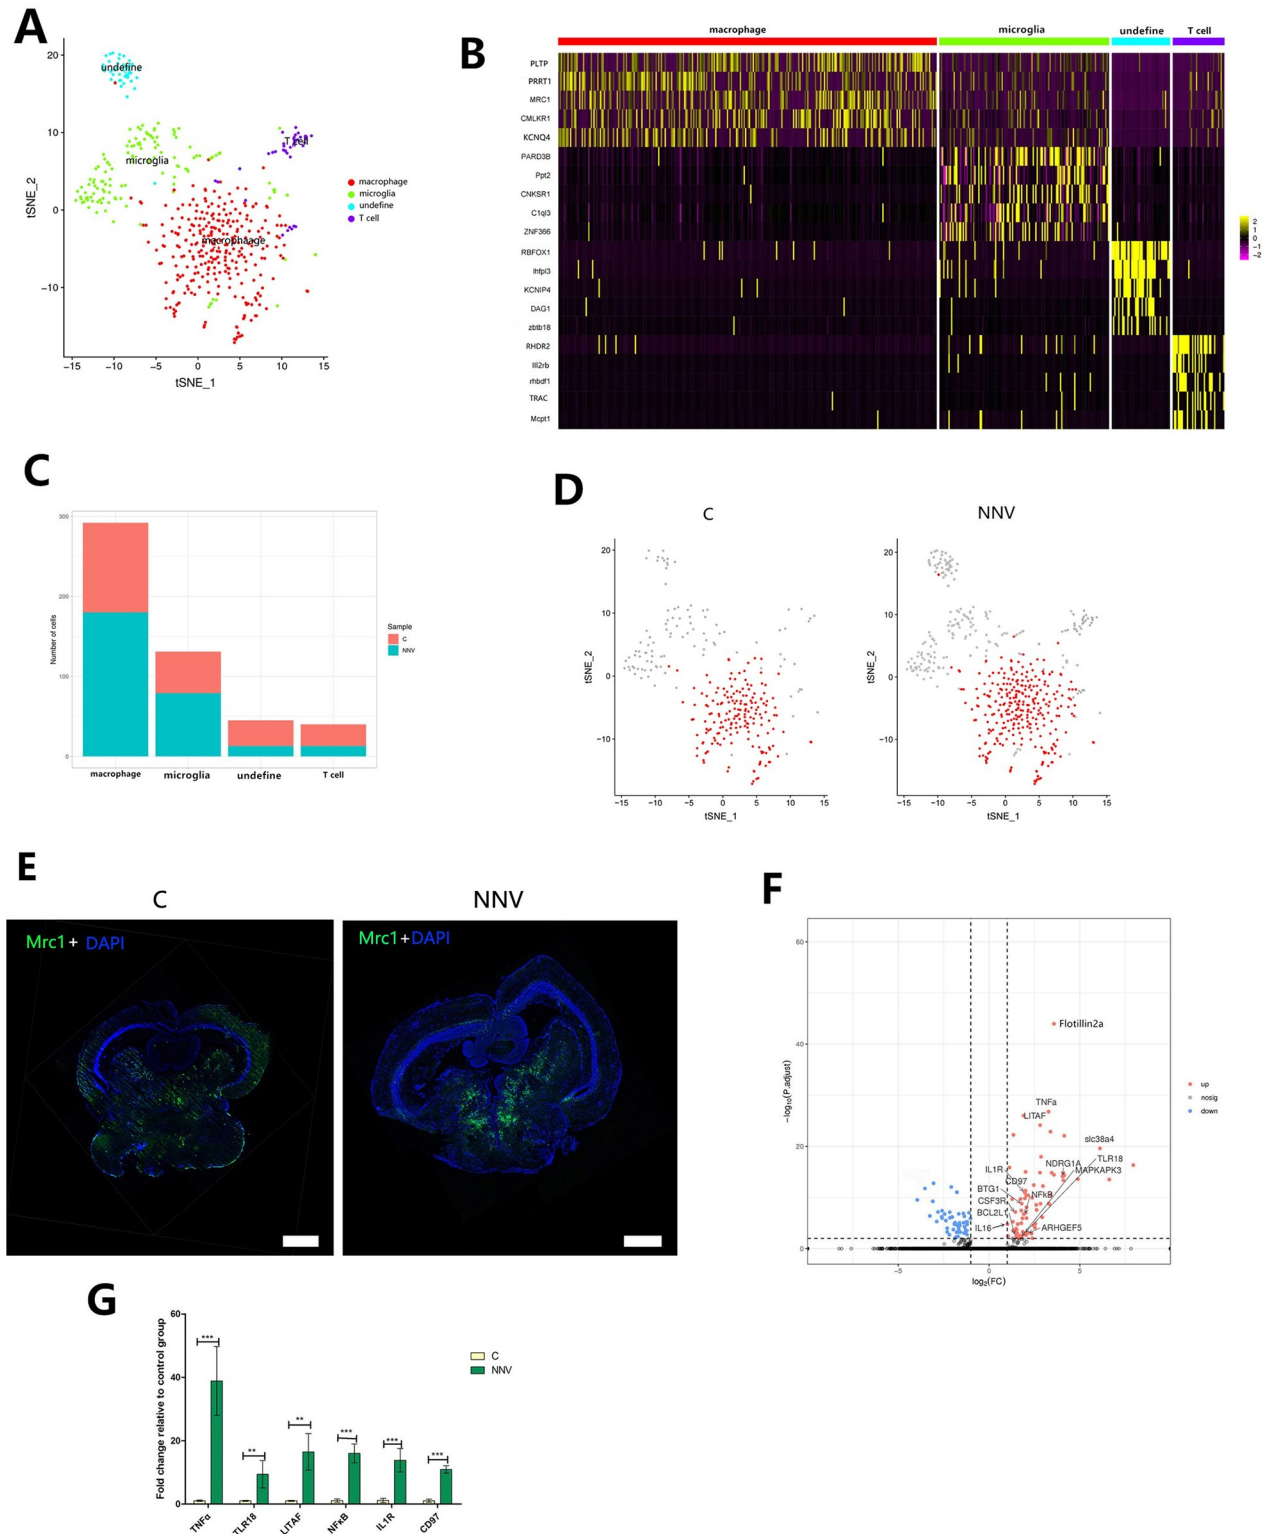 A
20
10
0
−10
−15
−10
−5
0
5
10
15
tSNE_2
tSNE_1
undefine
microglia
T cell
macrophaage
macrophage
microglia
undefine
T cell
B
macrophage
microglia
undefine
T cell
PLTP
PRRT1
MRC1
CMLKR1
KCNQ4
PARD3B
Ppt2
CNKSR1
C1ql3
ZNF366
RBFOX1
lhfpl3
KCNIP4
DAG1
zbtb18
RHDR2
Ill2rb
rhbdf1
TRAC
Mcpt1
2
1
0
−1
−2
C
300
200
100
0
Number of cells
macrophage
microglia
undefine
T cell
Sample
C
NNV
D
C
20
10
0
−10
−15
−10
−5
0
5
10
15
tSNE_2
tSNE_1
NNV
20
10
0
−10
−15
−10
−5
0
5
10
15
tSNE_2
tSNE_1
E
C
Mrc1+ DAPI
NNV
Mrc1+DAPI
F
60
40
20
0
−5
0
5
−log10(P.adjust)
log2(FC)
Flotillin2a
TNFa
LITAF
slc38a4
TLR18
NDRG1A
MAPKAPK3
IL1R
CD97
BTG1
NFkB
CSF3R
BCL2L1
IL16
ARHGEF5
up
nosig
down
G
60
40
20
0
Fold change relative to control group
***
**
**
***
***
***
TNFα
TLR18
LITAF
NFκB
IL1R
CD97
C
NNV